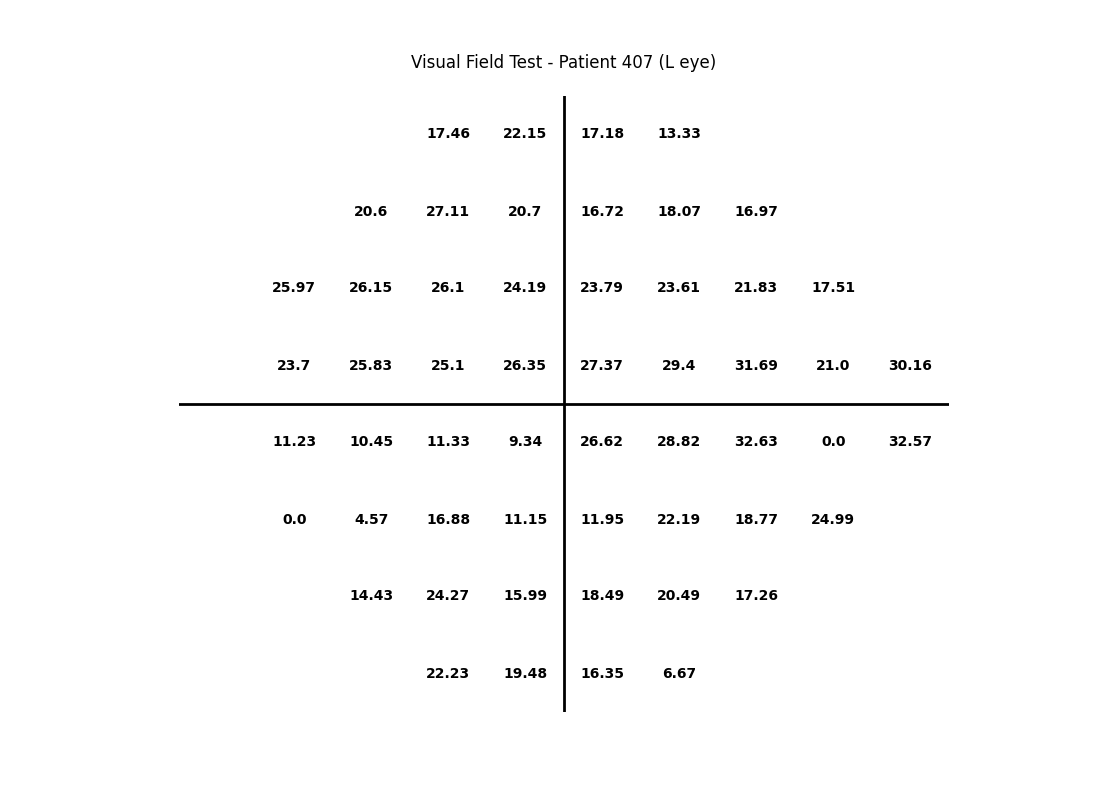 Visual Field Test - Patient 407 (L eye)
17.46 22.15 17.18 13.33
20.6 27.11 20.7 16.72 18.07 16.97
25.97 26.15 26.1 24.19 23.79 23.61 21.83 17.51
23.7 25.83 25.1 26.35 27.37 29.4 31.69 21.0 30.16
11.23 10.45 11.33 9.34 26.62 28.82 32.63 0.0 32.57
0.0 4.57 16.88 11.15 11.95 22.19 18.77 24.99
14.43 24.27 15.99 18.49 20.49 17.26
22.23 19.48 16.35 6.67